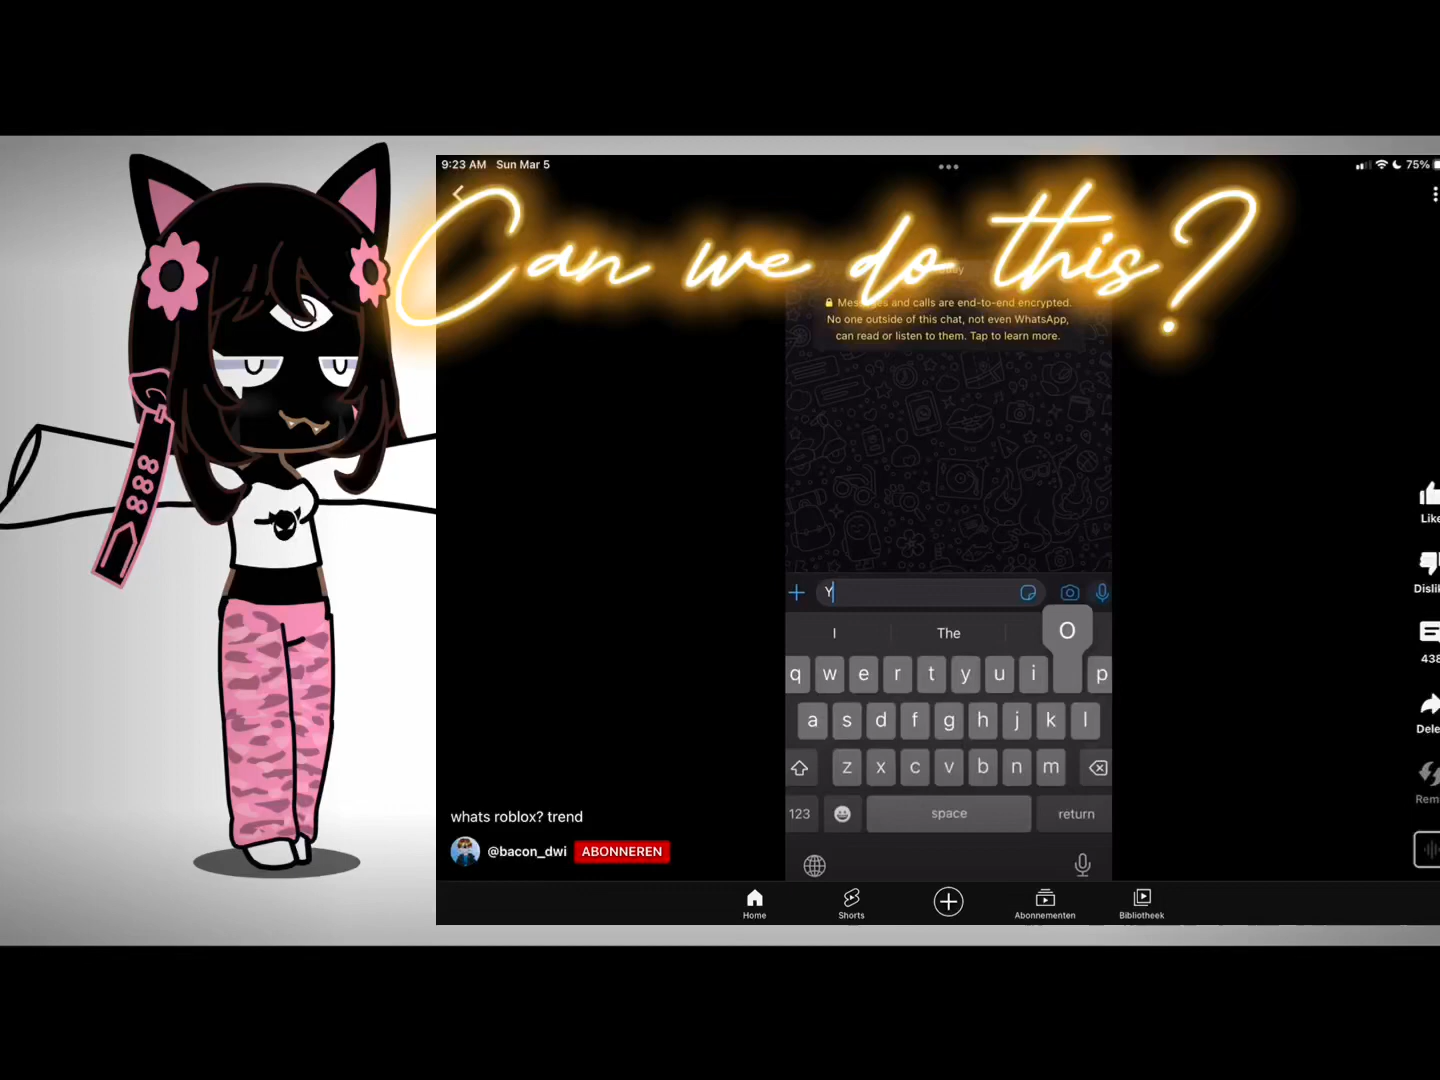 9:23 AM Sun Mar 5
75%
Can we do this?
Messages and calls are end-to-end encrypted.
No one outside of this chat, not even WhatsApp,
can read or listen to them. Tap to learn more.
888
Like
438
Y
I The
O
q w e r t y u i p
a s d f g h j k l
z x c v b n m
123 space return
whats roblox? trend
@bacon_dwi ABONNEREN
Home Shorts Abonnementen Bibliotheek